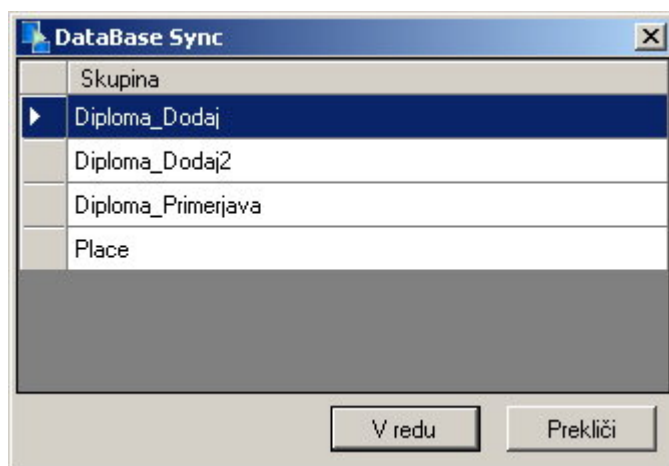 DataBase Sync
Skupina
Diploma_Dodaj
Diploma_Dodaj2
Diploma_Primerjava
Place
V redu Prekliči